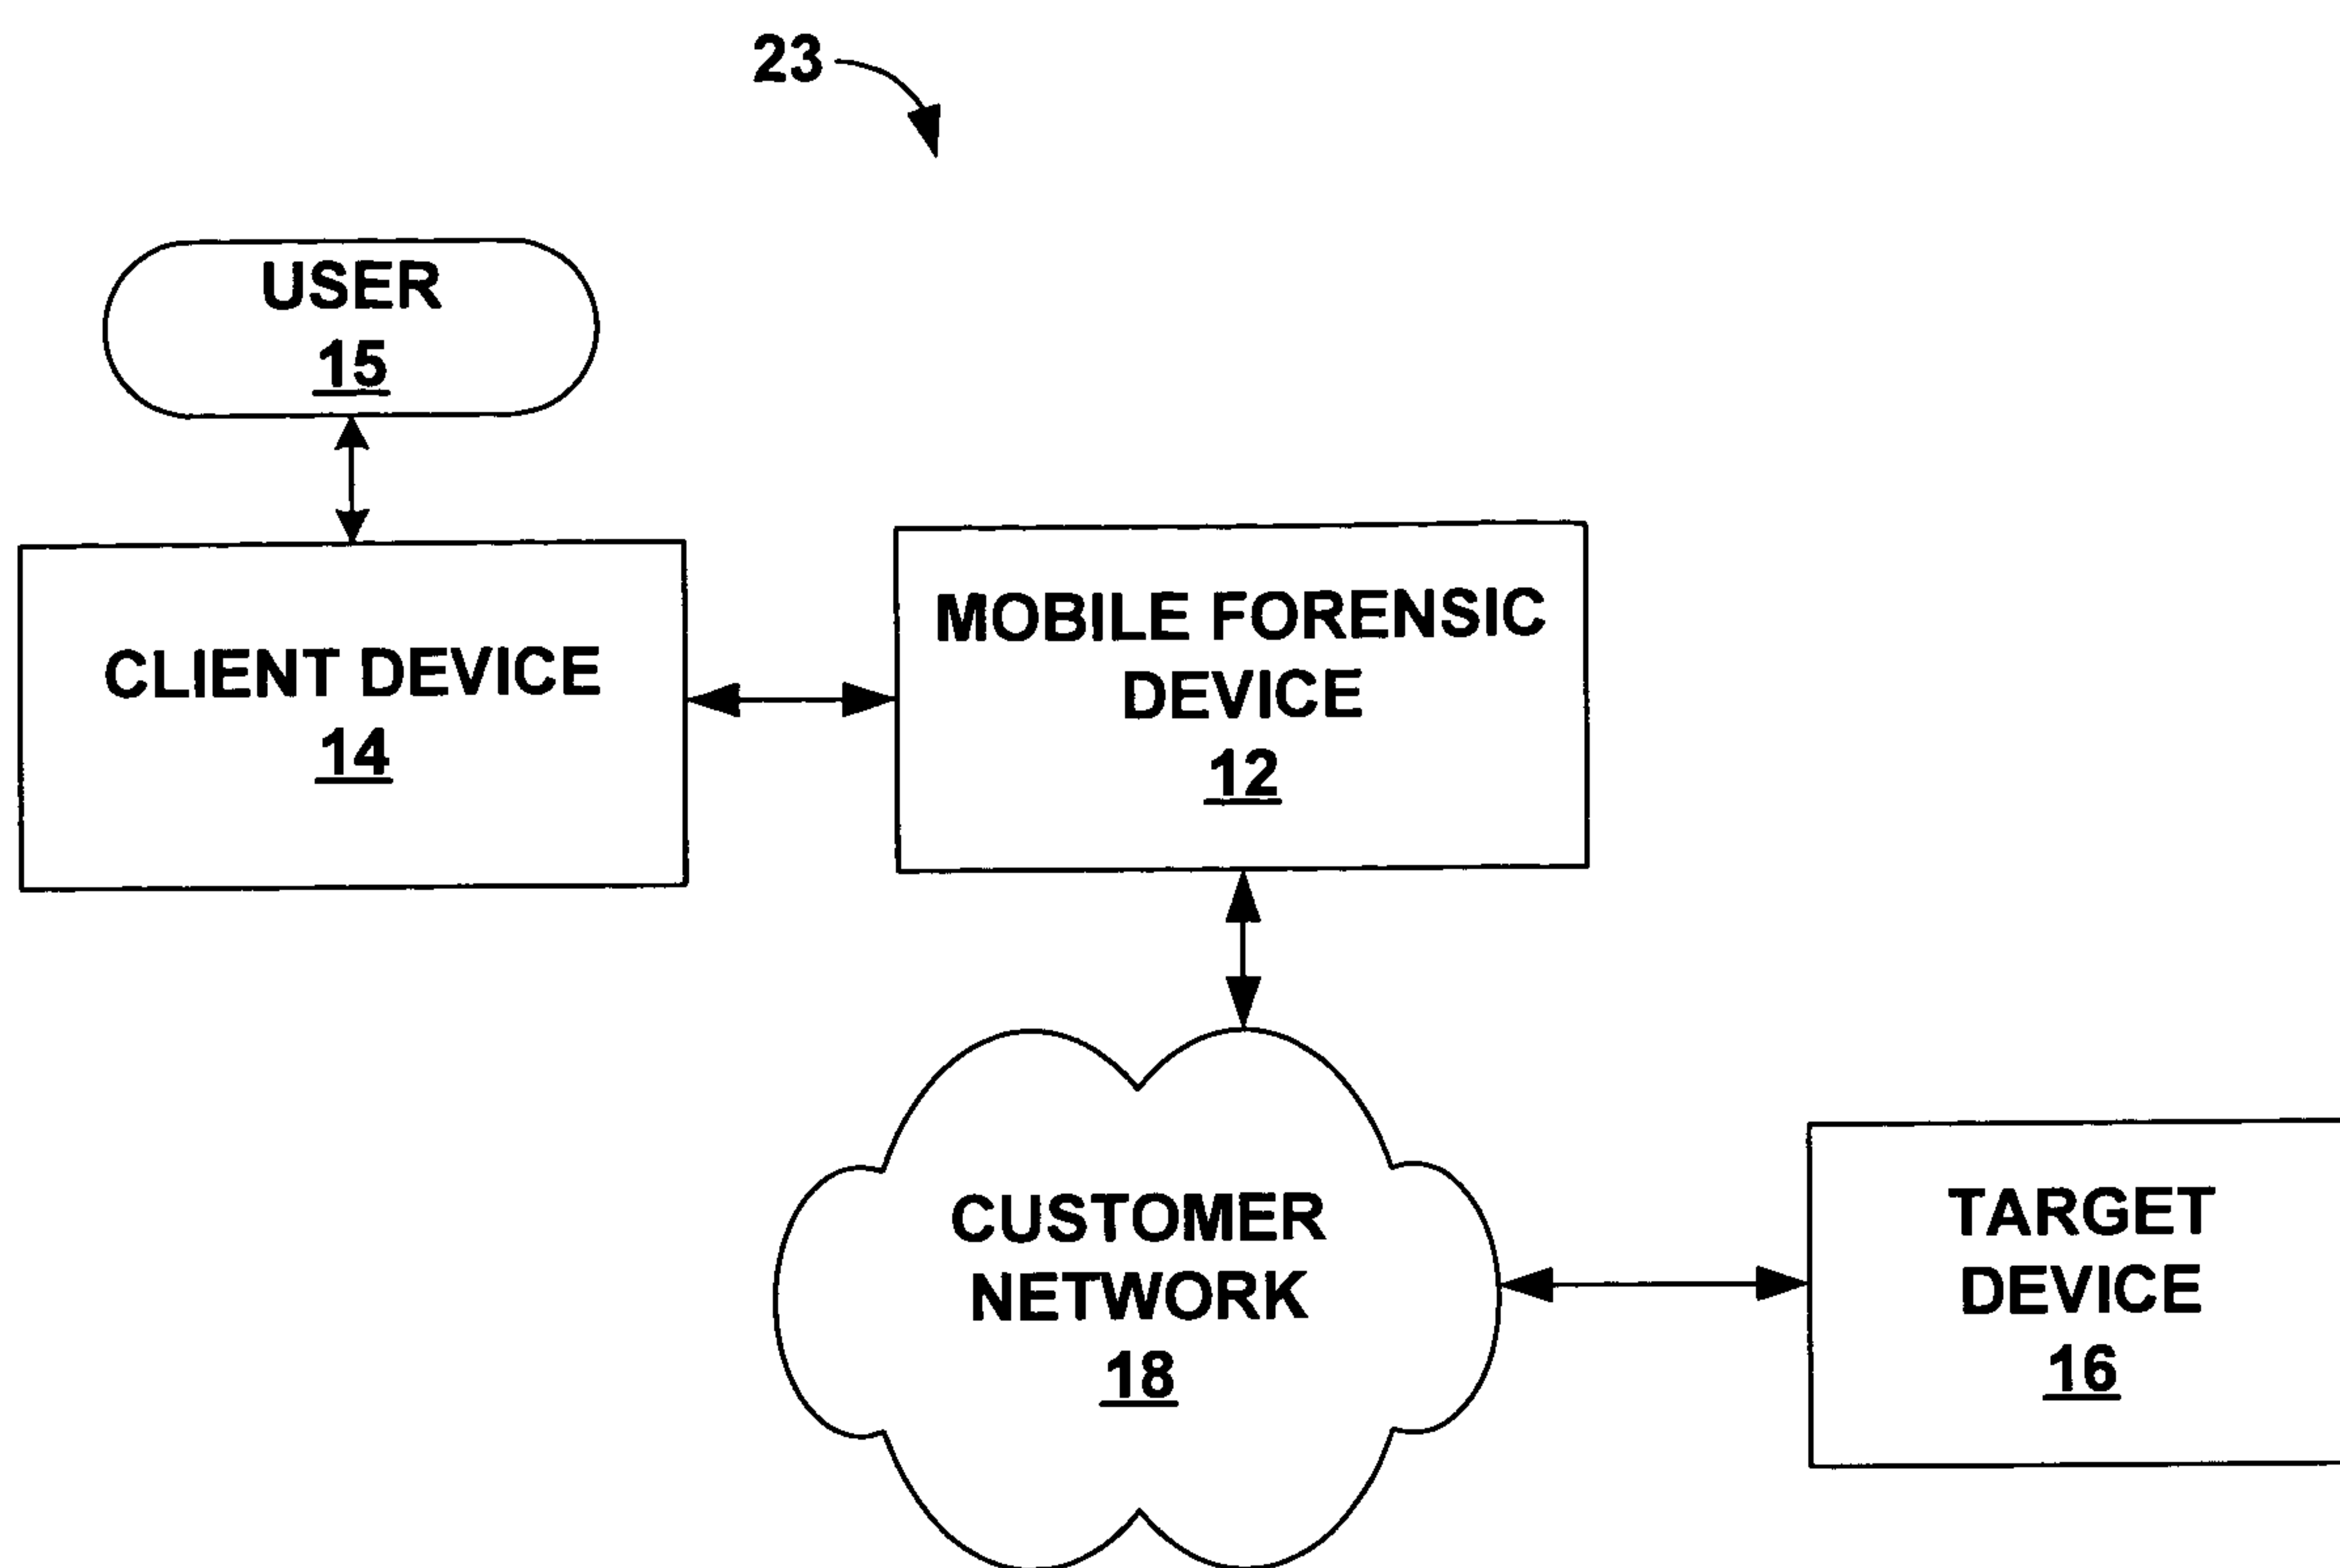 23
USER
15
CLIENT DEVICE
14
MOBILE FORENSIC
DEVICE
12
CUSTOMER
NETWORK
18
TARGET
DEVICE
16